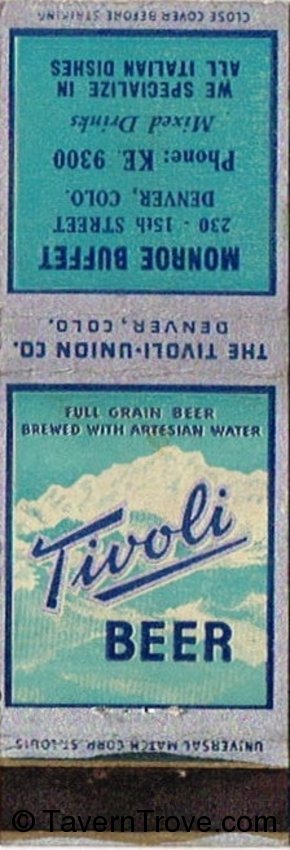 CLOSE COVER BEFORE STRIKING
MONROE BUFFET
230 - 15th STREET
DENVER, COLO.
Phone: KE. 9300
Mixed Drinks
WE SPECIALIZE IN
ALL ITALIAN DISHES
THE TIVOLI-UNION CO.
DENVER, COLO.
FULL GRAIN BEER
BREWED WITH ARTESIAN WATER
Tivoli
BEER
UNIVERSAL MATCH CORP. ST. LOUIS
© TavernTrove.com